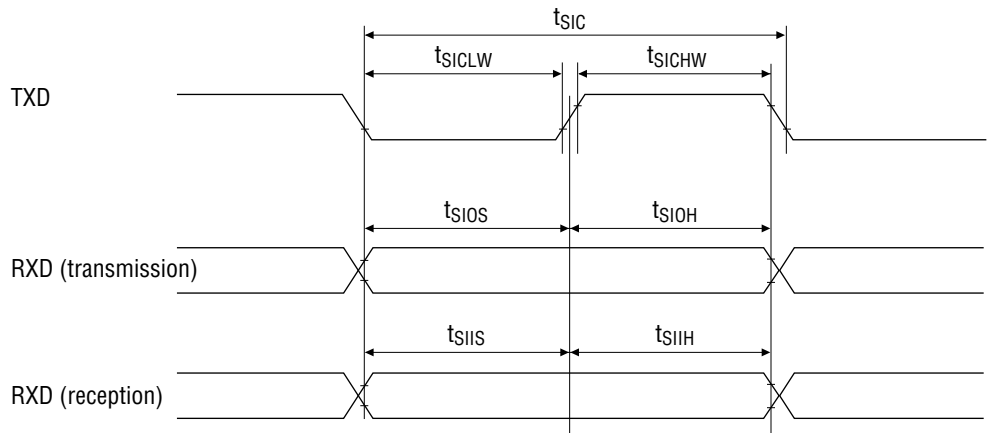 tSIC
tSICLW tSICHW
TXD
tSIOS tSIOH
RXD (transmission)
tSIIS tSIIH
RXD (reception)